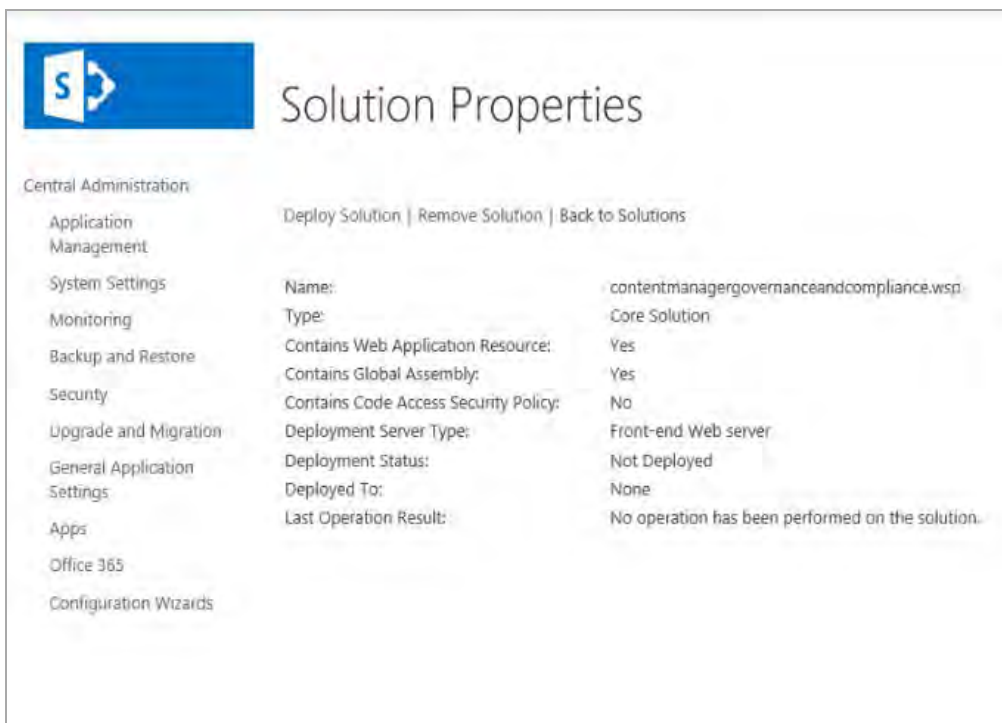 S
Solution Properties
Central Administration
Application
Management
System Settings
Monitoring
Backup and Restore
Security
Upgrade and Migration
General Application
Settings
Apps
Office 365
Configuration Wizards
Deploy Solution | Remove Solution | Back to Solutions
Name: contentmanagergovernanceandcompliance.wsp
Type: Core Solution
Contains Web Application Resource: Yes
Contains Global Assembly: Yes
Contains Code Access Security Policy: No
Deployment Server Type: Front-end Web server
Deployment Status: Not Deployed
Deployed To: None
Last Operation Result: No operation has been performed on the solution.